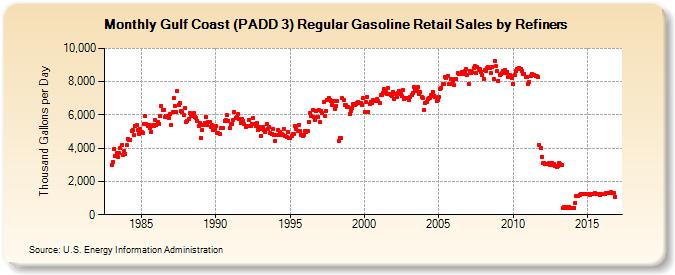 Monthly Gulf Coast (PADD 3) Regular Gasoline Retail Sales by Refiners
Thousand Gallons per Day
10,000
8,000
6,000
4,000
2,000
0
1985 1990 1995 2000 2005 2010 2015
Source: U.S. Energy Information Administration